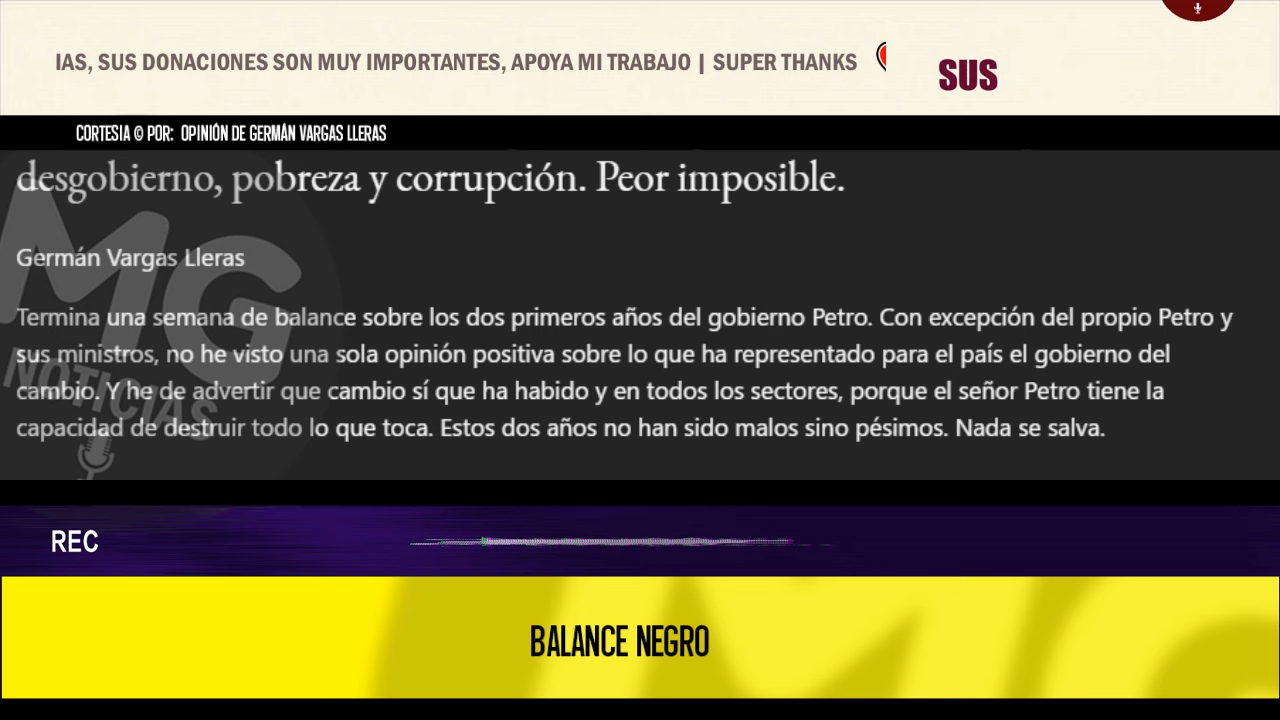 IAS, SUS DONACIONES SON MUY IMPORTANTES, APOYA MI TRABAJO | SUPER THANKS
SUS
CORTESIA © POR: OPINIÓN DE GERMÁN VARGAS LLERAS
desgobierno, pobreza y corrupción. Peor imposible.
Germán Vargas Lleras
Termina una semana de balance sobre los dos primeros años del gobierno Petro. Con excepción del propio Petro y
sus ministros, no he visto una sola opinión positiva sobre lo que ha representado para el país el gobierno del
cambio. Y he de advertir que cambio sí que ha habido y en todos los sectores, porque el señor Petro tiene la
capacidad de destruir todo lo que toca. Estos dos años no han sido malos sino pésimos. Nada se salva.
MG
NOTICIAS
REC
BALANCE NEGRO
MG